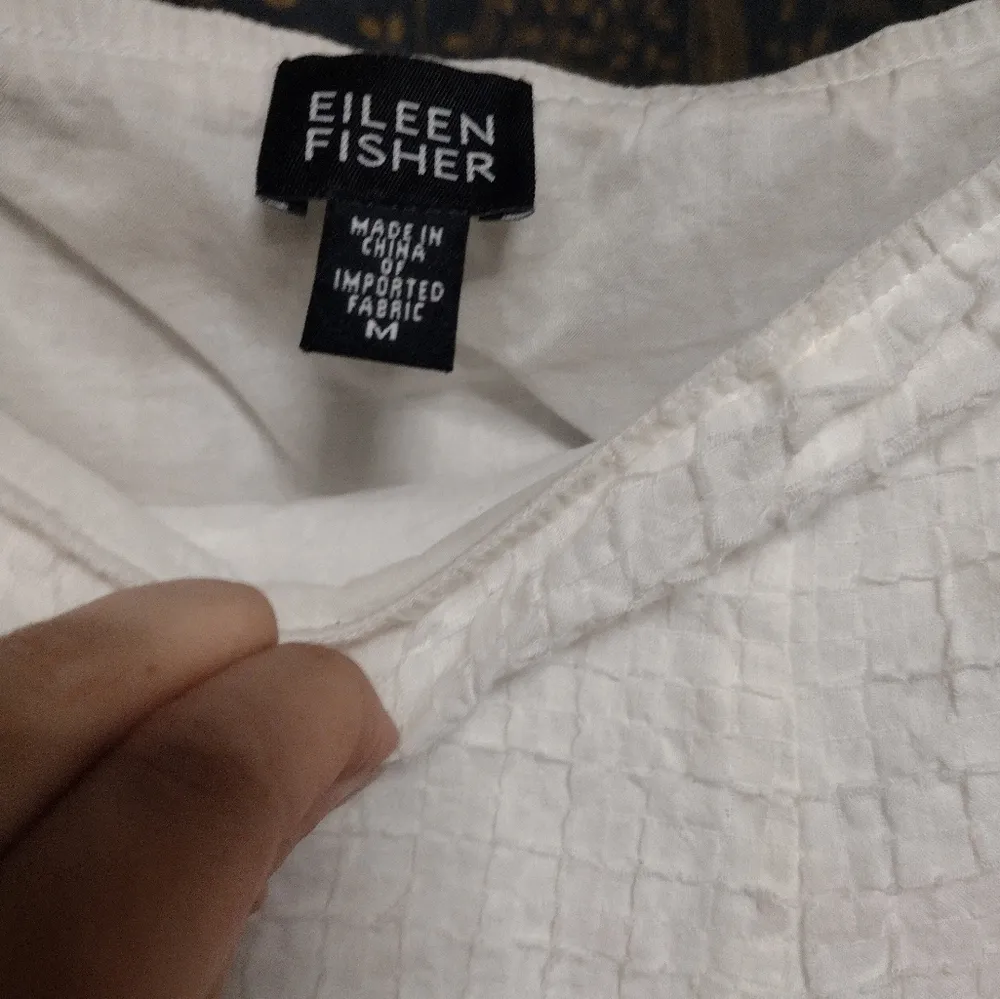 EILEEN
FISHER
MADE IN
CHINA
OF
IMPORTED
FABRIC
M